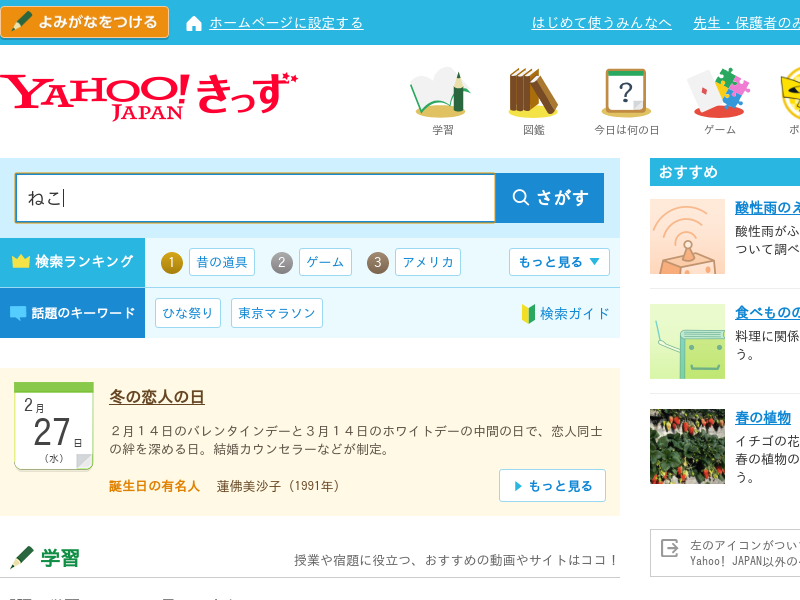 よみがなをつける
ホームページに設定する
はじめて使うみんなへ
先生・保護者のみ
YAHOO!きっず
JAPAN
学習
図鑑
今日は何の日
ゲーム
ねこ
さがす
検索ランキング
1 昔の道具
2 ゲーム
3 アメリカ
もっと見る
話題のキーワード
ひな祭り
東京マラソン
検索ガイド
2月
27日
（水）
冬の恋人の日
２月１４日のバレンタインデーと３月１４日のホワイトデーの中間の日で、恋人同士
の絆を深める日。結婚カウンセラーなどが制定。
誕生日の有名人 蓮佛美沙子（1991年）
もっと見る
学習
授業や宿題に役立つ、おすすめの動画やサイトはココ！
おすすめ
酸性雨のえ
酸性雨がふ
ついて調べ
食べものの
料理に関係
う。
春の植物
イチゴの花
春の植物の
う。
左のアイコンがつい
Yahoo! JAPAN以外の